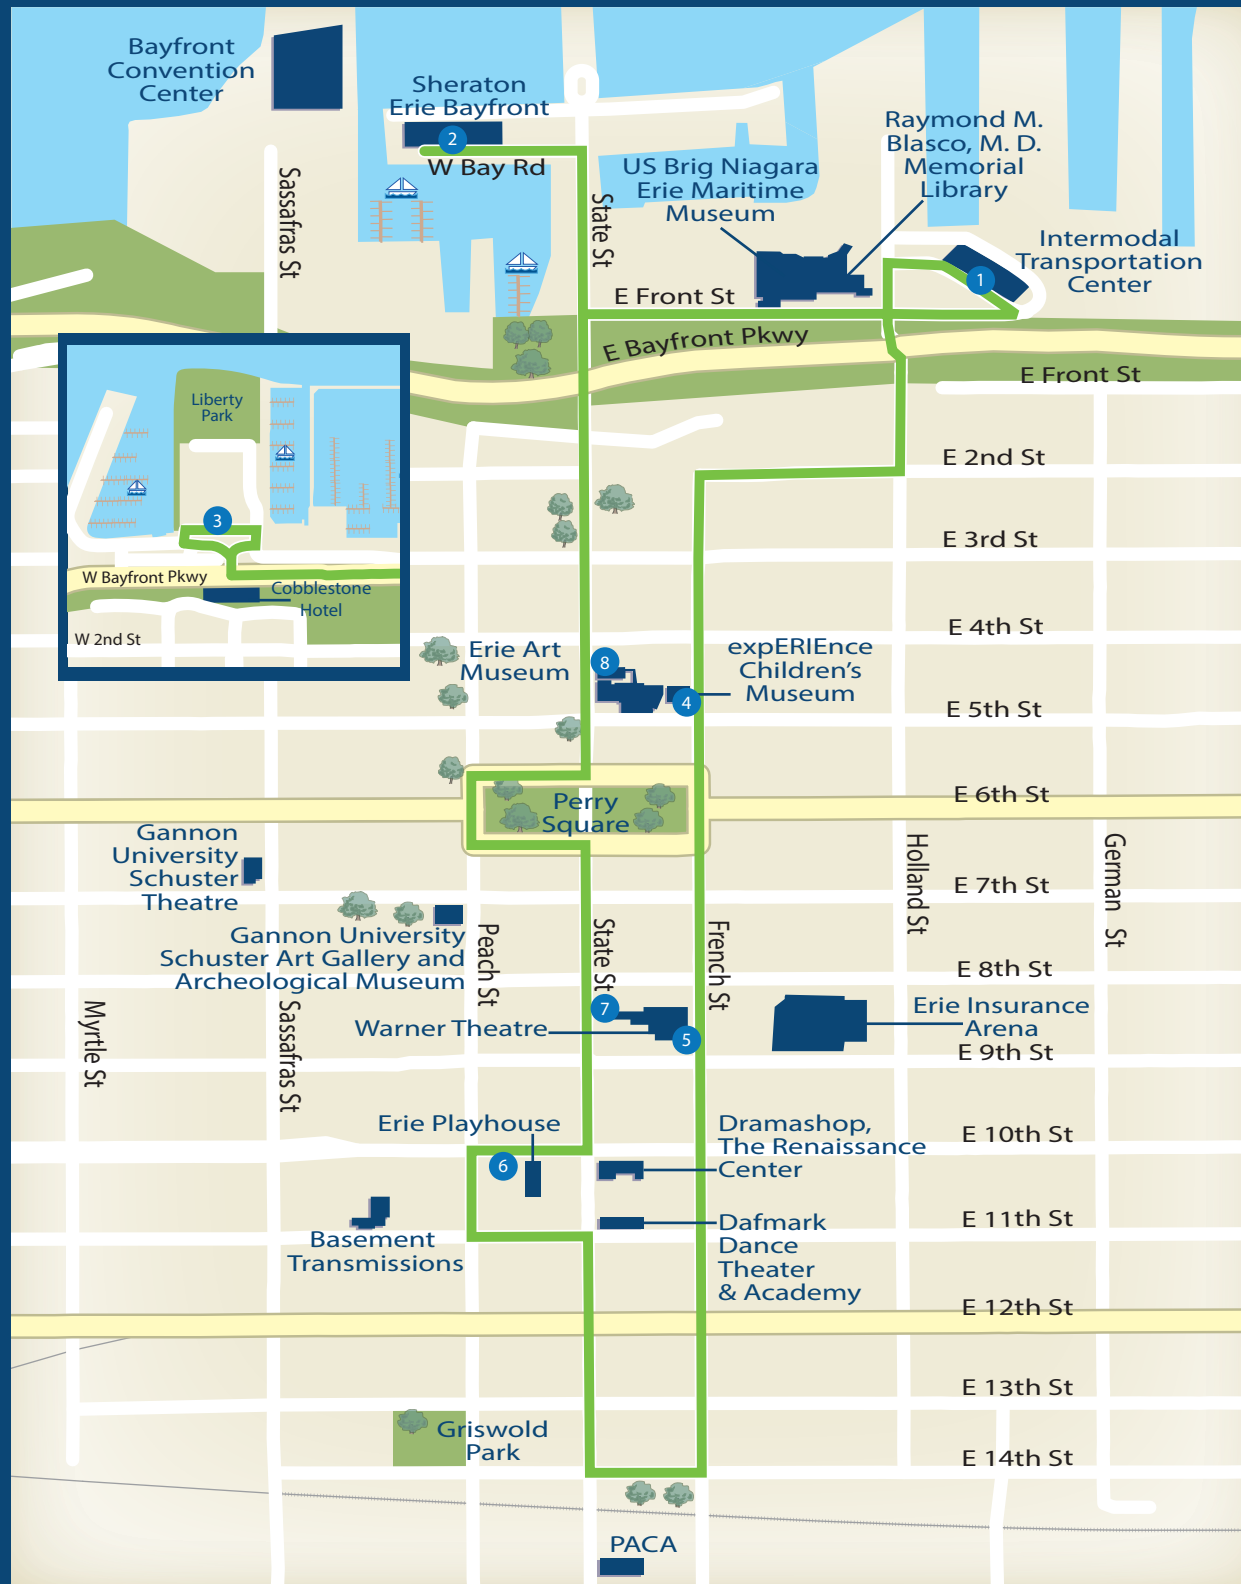 Bayfront
Convention
Center
Sheraton
Erie Bayfront
2
W Bay Rd
Sassafras St
State St
US Brig Niagara
Erie Maritime
Museum
Raymond M.
Blasco, M. D.
Memorial
Library
Intermodal
Transportation
Center
1
E Front St
E Bayfront Pkwy
E Front St
Liberty
Park
3
W Bayfront Pkwy
Cobblestone
Hotel
W 2nd St
E 2nd St
E 3rd St
E 4th St
Erie Art
Museum
8
4
expERIEnce
Children's
Museum
E 5th St
E 6th St
Perry
Square
Gannon
University
Schuster
Theatre
Holland St
German St
E 7th St
Gannon University
Schuster Art Gallery and
Archeological Museum
Peach St
State St
French St
E 8th St
Myrtle St
Sassafras St
Warner Theatre
7
5
Erie Insurance
Arena
E 9th St
Erie Playhouse
6
Dramashop,
The Renaissance
Center
E 10th St
Basement
Transmissions
Dafmark
Dance
Theater
& Academy
E 11th St
E 12th St
E 13th St
Griswold
Park
E 14th St
PACA